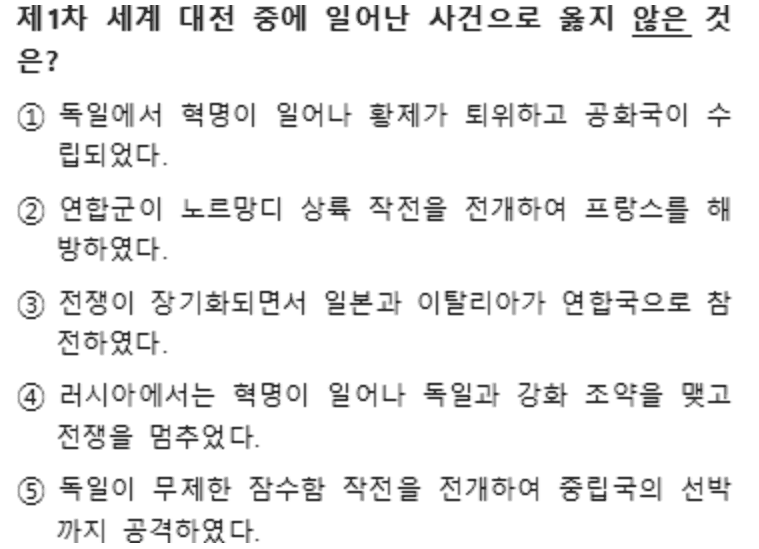 제1차 세계 대전 중에 일어난 사건으로 옳지 않은 것
은?
① 독일에서 혁명이 일어나 황제가 퇴위하고 공화국이 수
립되었다.
② 연합군이 노르망디 상륙 작전을 전개하여 프랑스를 해
방하였다.
③ 전쟁이 장기화되면서 일본과 이탈리아가 연합국으로 참
전하였다.
④ 러시아에서는 혁명이 일어나 독일과 강화 조약을 맺고
전쟁을 멈추었다.
⑤ 독일이 무제한 잠수함 작전을 전개하여 중립국의 선박
까지 공격하였다.